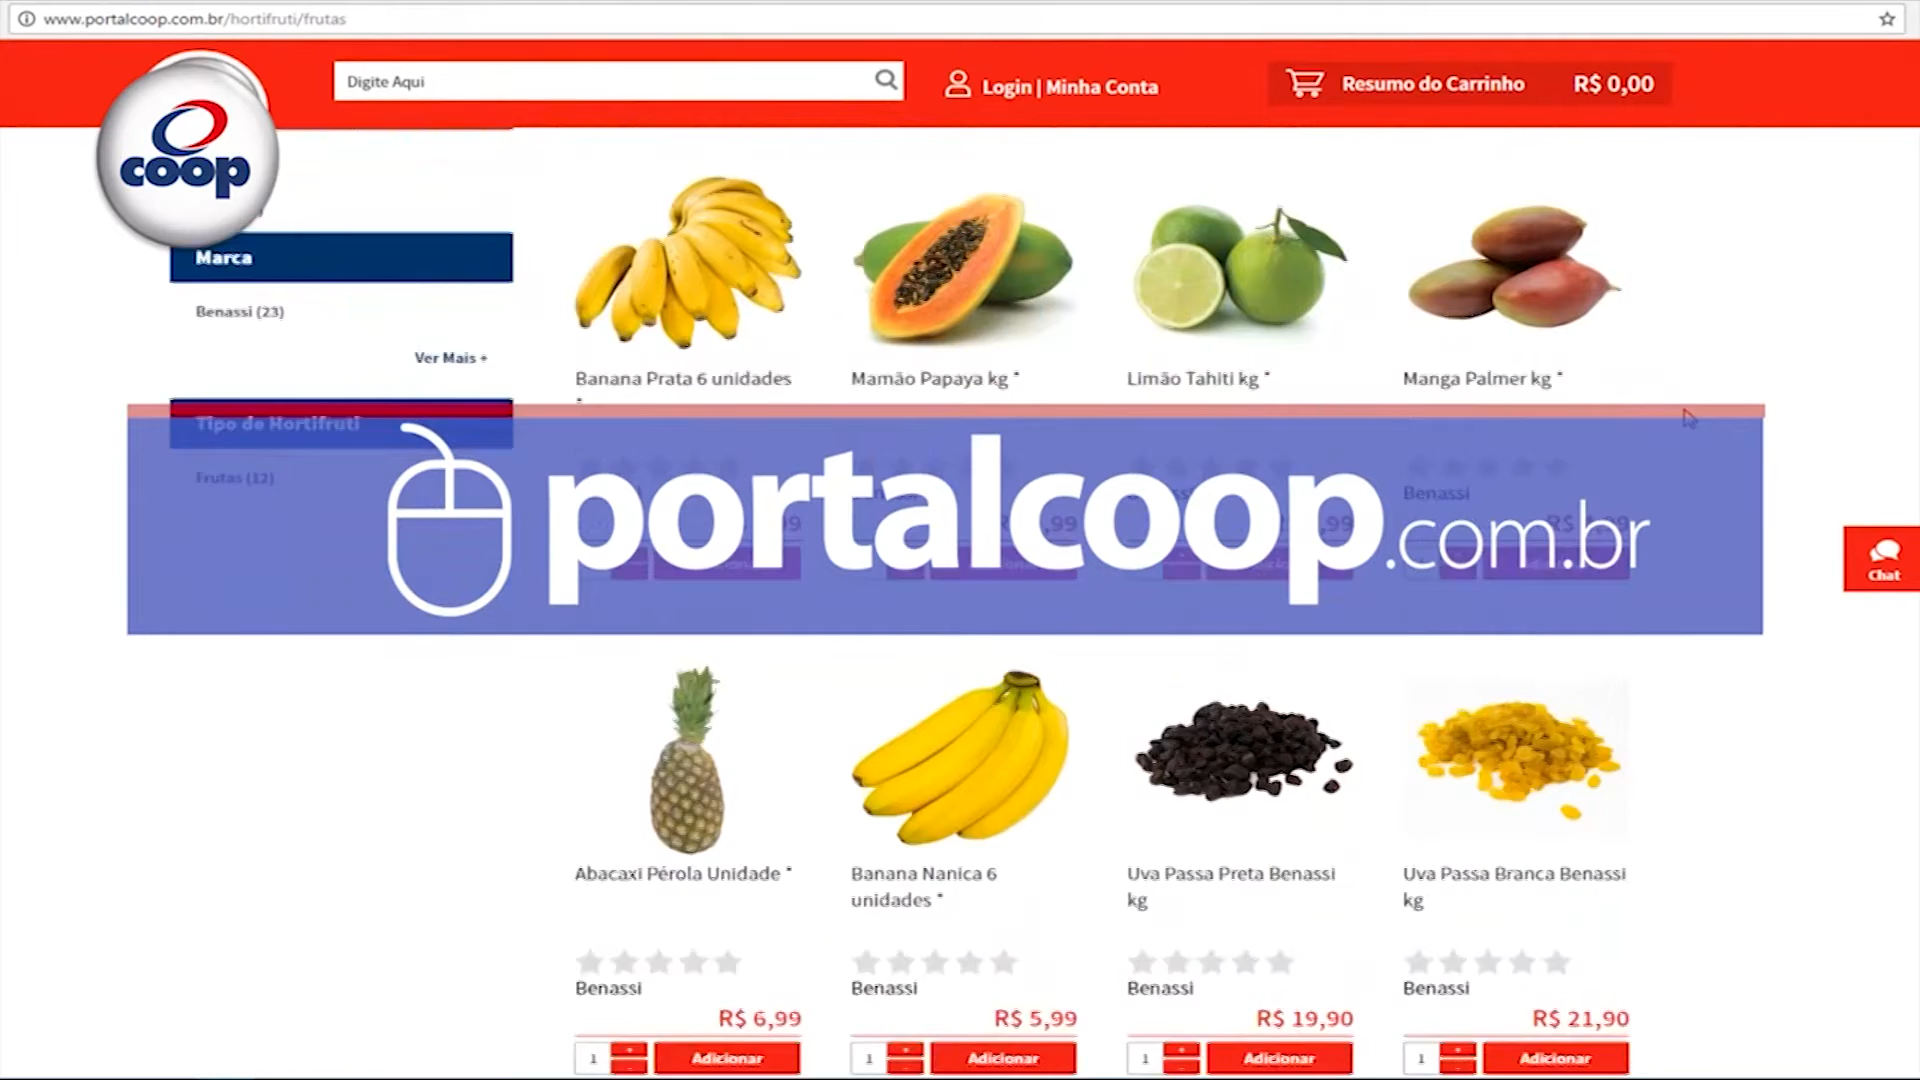 www.portalcoop.com.br/hortifruti/frutas
Digite Aqui
Login | Minha Conta
Resumo do Carrinho
R$ 0,00
coop
Marca
Benassi (23)
Ver Mais +
Tipo de Hortifruti
Frutas (12)
Banana Prata 6 unidades
*
Mamão Papaya kg *
Limão Tahiti kg *
Manga Palmer kg *
Benassi
portalcoop.com.br
Chat
Abacaxi Pérola Unidade *
Banana Nanica 6
unidades *
Uva Passa Preta Benassi
kg
Uva Passa Branca Benassi
kg
Benassi
Benassi
Benassi
Benassi
R$ 6,99
R$ 5,99
R$ 19,90
R$ 21,90
1 + - Adicionar
1 + - Adicionar
1 + - Adicionar
1 + - Adicionar